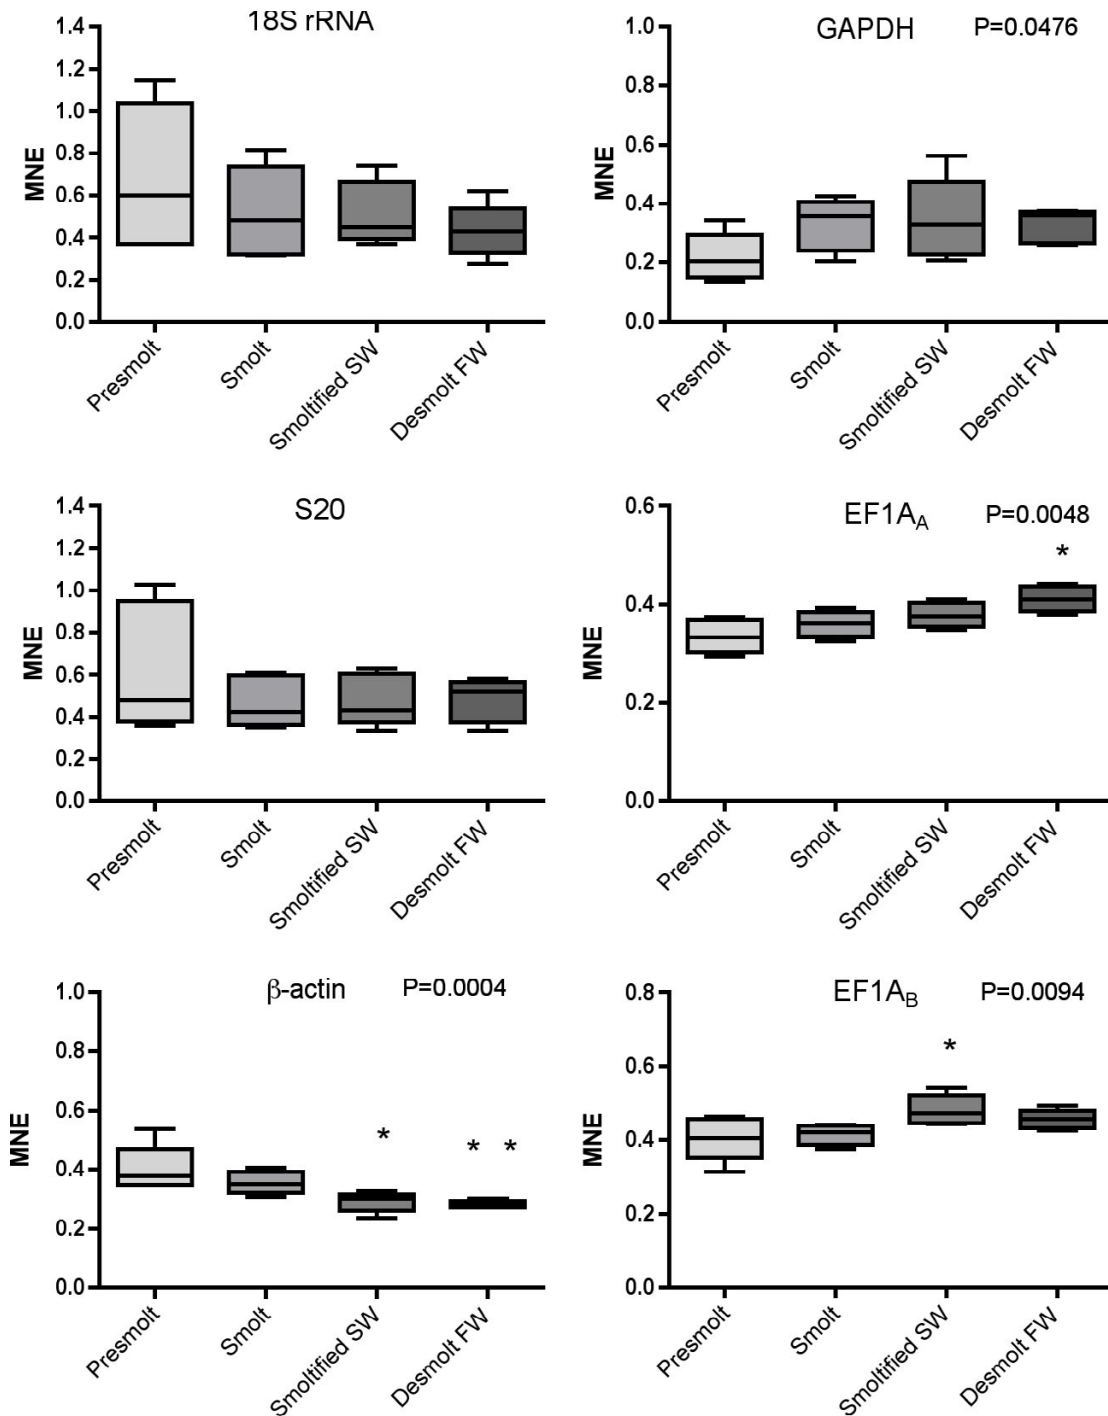 18S rRNA
MNE
1.4
1.2
1.0
0.8
0.6
0.4
0.2
0.0
Presmolt
Smolt
Smoltified SW
Desmolt FW
GAPDH P=0.0476
MNE
1.0
0.8
0.6
0.4
0.2
0.0
Presmolt
Smolt
Smoltified SW
Desmolt FW
S20
MNE
1.4
1.2
1.0
0.8
0.6
0.4
0.2
0.0
Presmolt
Smolt
Smoltified SW
Desmolt FW
EF1A_A P=0.0048
*
MNE
0.6
0.4
0.2
0.0
Presmolt
Smolt
Smoltified SW
Desmolt FW
β-actin P=0.0004
* * *
MNE
1.0
0.8
0.6
0.4
0.2
0.0
Presmolt
Smolt
Smoltified SW
Desmolt FW
EF1A_B P=0.0094
*
MNE
0.8
0.6
0.4
0.2
0.0
Presmolt
Smolt
Smoltified SW
Desmolt FW